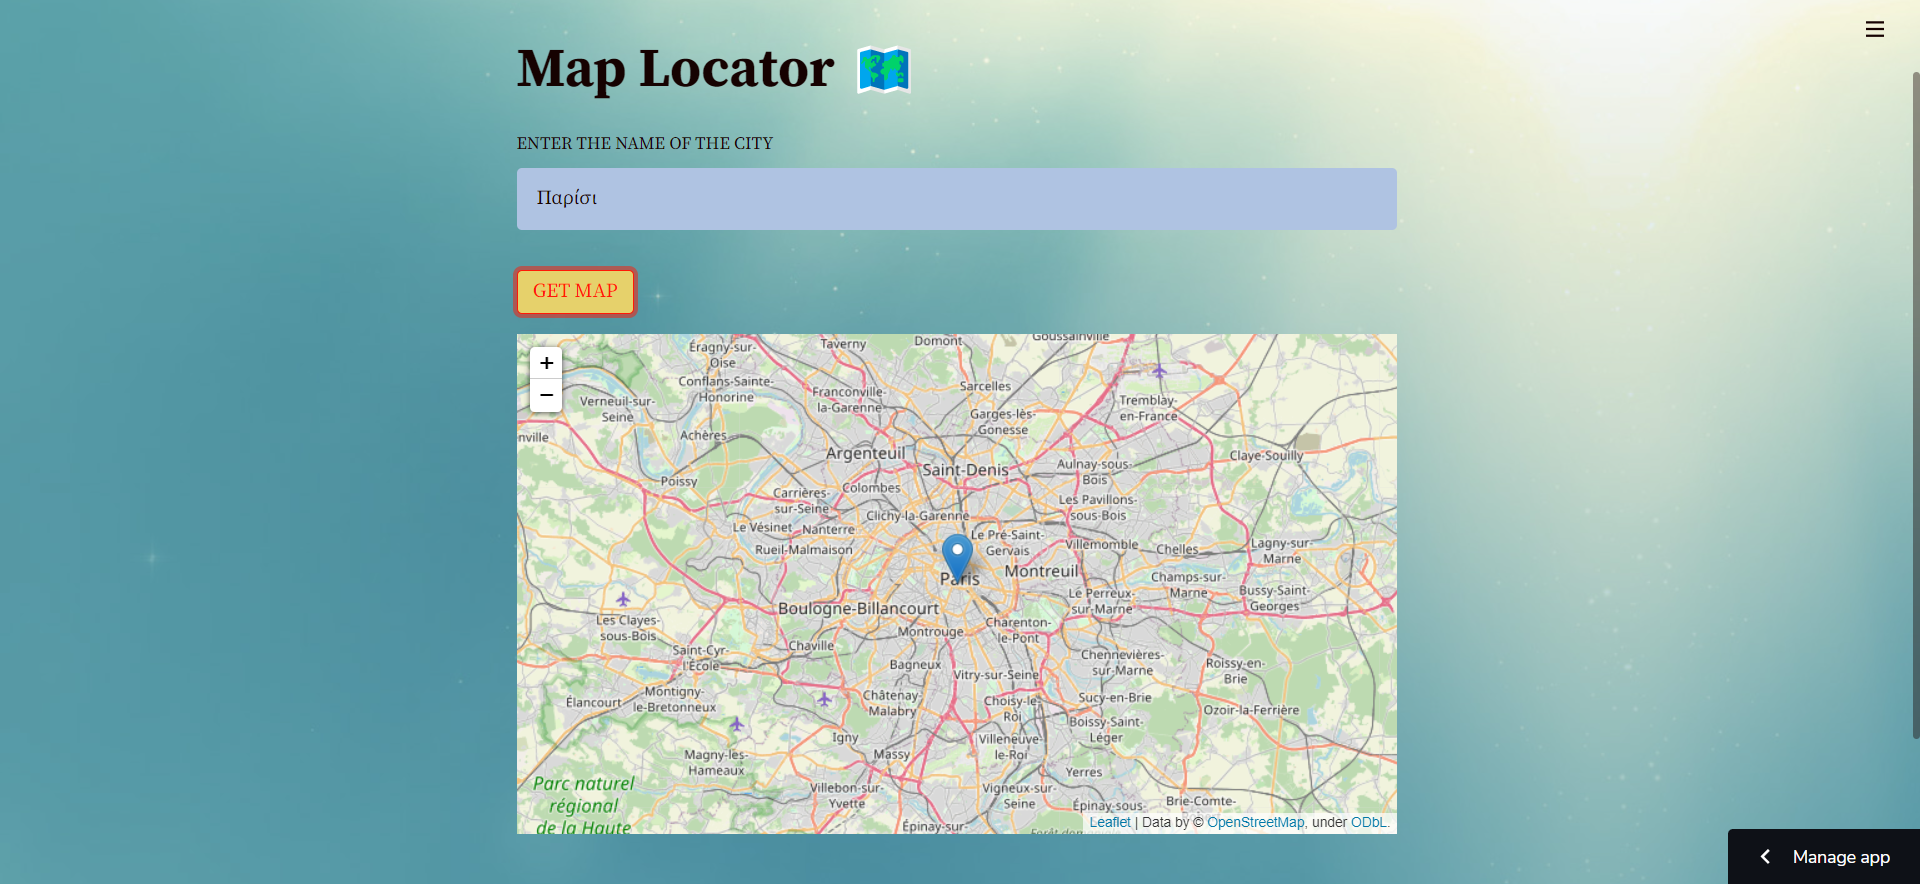 Map Locator
ENTER THE NAME OF THE CITY
Παρίσι
GET MAP
+
−
Éragny-sur-
Oise
Taverny
Domont
Goussainville
Conflans-Sainte-
Honorine
Verneuil-sur-
Seine
Franconville-
la-Garenne
Sarcelles
Garges-lès-
Gonesse
Tremblay-
en-France
nville
Achères
Argenteuil
Saint-Denis
Aulnay-sous-
Bois
Claye-Souilly
Poissy
Carrières-
sur-Seine
Colombes
Les Pavillons-
sous-Bois
Le Vésinet
Nanterre
Clichy-la-Garenne
Rueil-Malmaison
Le Pré-Saint-
Gervais
Villemomble
Chelles
Lagny-sur-
Marne
Paris
Montreuil
Champs-sur-
Marne
Bussy-Saint-
Georges
Boulogne-Billancourt
Le Perreux-
sur-Marne
Les Clayes-
sous-Bois
Montrouge
Charenton-
le-Pont
Saint-Cyr-
l'École
Chaville
Bagneux
Vitry-sur-Seine
Chennevières-
sur-Marne
Roissy-en-
Brie
Élancourt
Montigny-
le-Bretonneux
Châtenay-
Malabry
Choisy-le-
Roi
Sucy-en-Brie
Ozoir-la-Ferrière
Boissy-Saint-
Léger
Igny
Massy
Villeneuve-
le-Roi
Magny-les-
Hameaux
Yerres
Parc naturel
régional
de la Haute
Villebon-sur-
Yvette
Vigneux-sur-
Seine
Épinay-sous-
Brie-Comte-
Épinay-sur-
Leaflet | Data by © OpenStreetMap, under ODbL.
Manage app